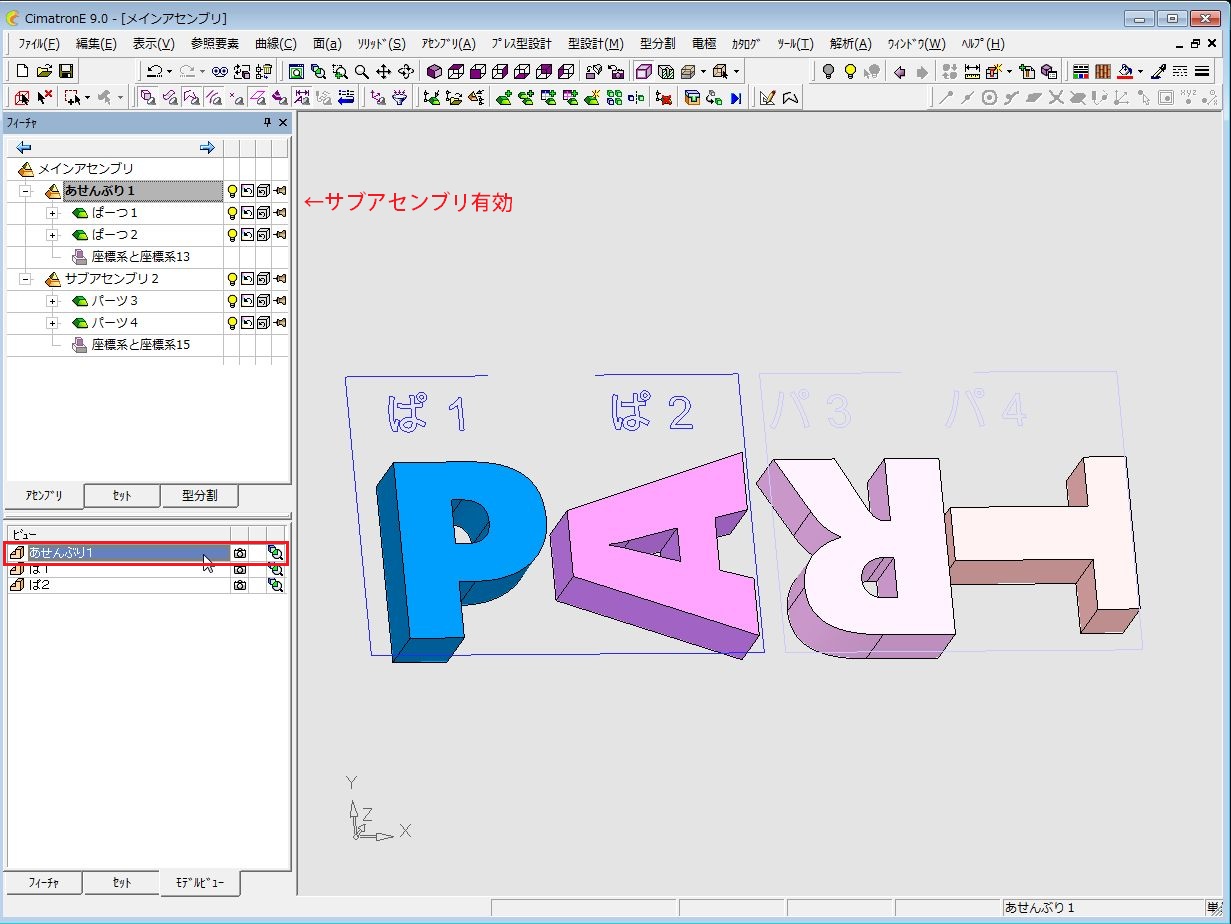 CimatronE 9.0 - [メインアセンブリ]
ﾌｧｲﾙ(F) 編集(E) 表示(V) 参照要素 曲線(C) 面(a) ｿﾘｯﾄﾞ(S) ｱｾﾝﾌﾞﾘ(A) ﾌﾟﾚｽ型設計 型設計(M) 型分割 電極 ｶﾀﾛｸﾞ ﾂｰﾙ(T) 解析(A) ｳｨﾝﾄﾞｳ(W) ﾍﾙﾌﾟ(H)
ﾌｨｰﾁｬ
メインアセンブリ
あせんぶり１
ぱーつ１
ぱーつ２
座標系と座標系13
サブアセンブリ２
パーツ３
パーツ４
座標系と座標系15
←サブアセンブリ有効
ｱｾﾝﾌﾞﾘ ｾｯﾄ 型分割
ﾋﾞｭｰ
あせんぶり1
ぱ1
ぱ2
ﾌｨｰﾁｬ ｾｯﾄ ﾓﾃﾞﾙﾋﾞｭｰ
ぱ 1 ぱ 2 パ 3 パ 4
P A R T
Y
Z
X
あせんぶり１